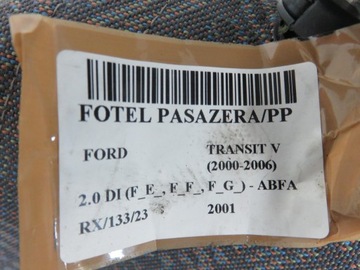 FOTEL PASAZERA/PP
FORD TRANSIT V
(2000-2006)
2.0 DI (F_E_, F_F_, F_G_) - ABFA
RX/133/23 2001